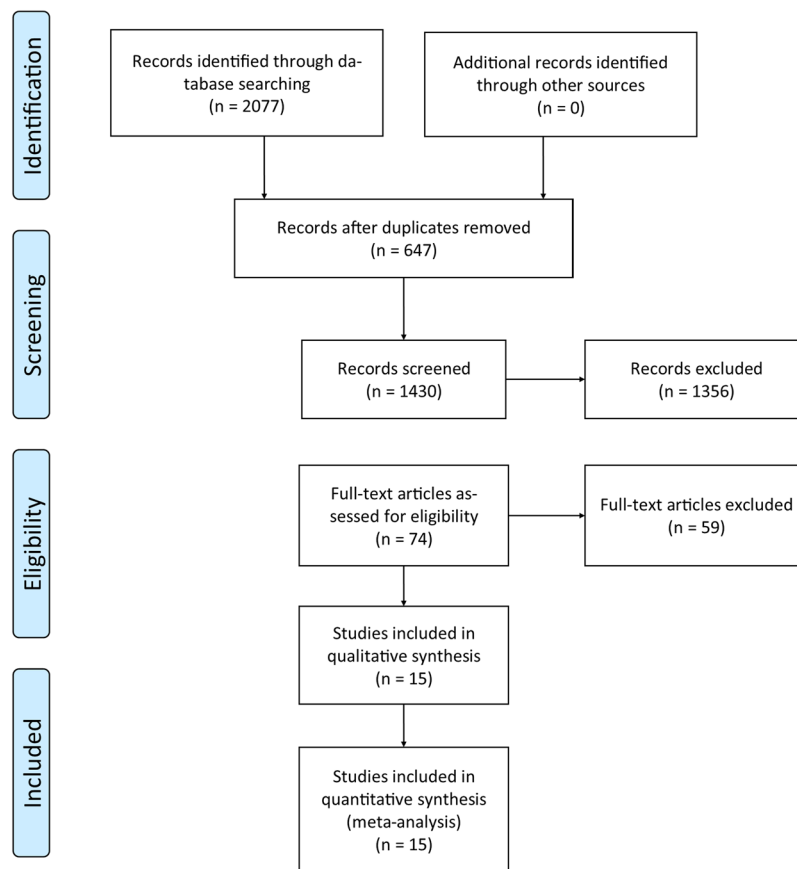 Identification
Records identified through da-
tabase searching
(n = 2077)
Additional records identified
through other sources
(n = 0)
Records after duplicates removed
(n = 647)
Screening
Records screened
(n = 1430)
Records excluded
(n = 1356)
Eligibility
Full-text articles as-
sessed for eligibility
(n = 74)
Full-text articles excluded
(n = 59)
Studies included in
qualitative synthesis
(n = 15)
Included
Studies included in
quantitative synthesis
(meta-analysis)
(n = 15)